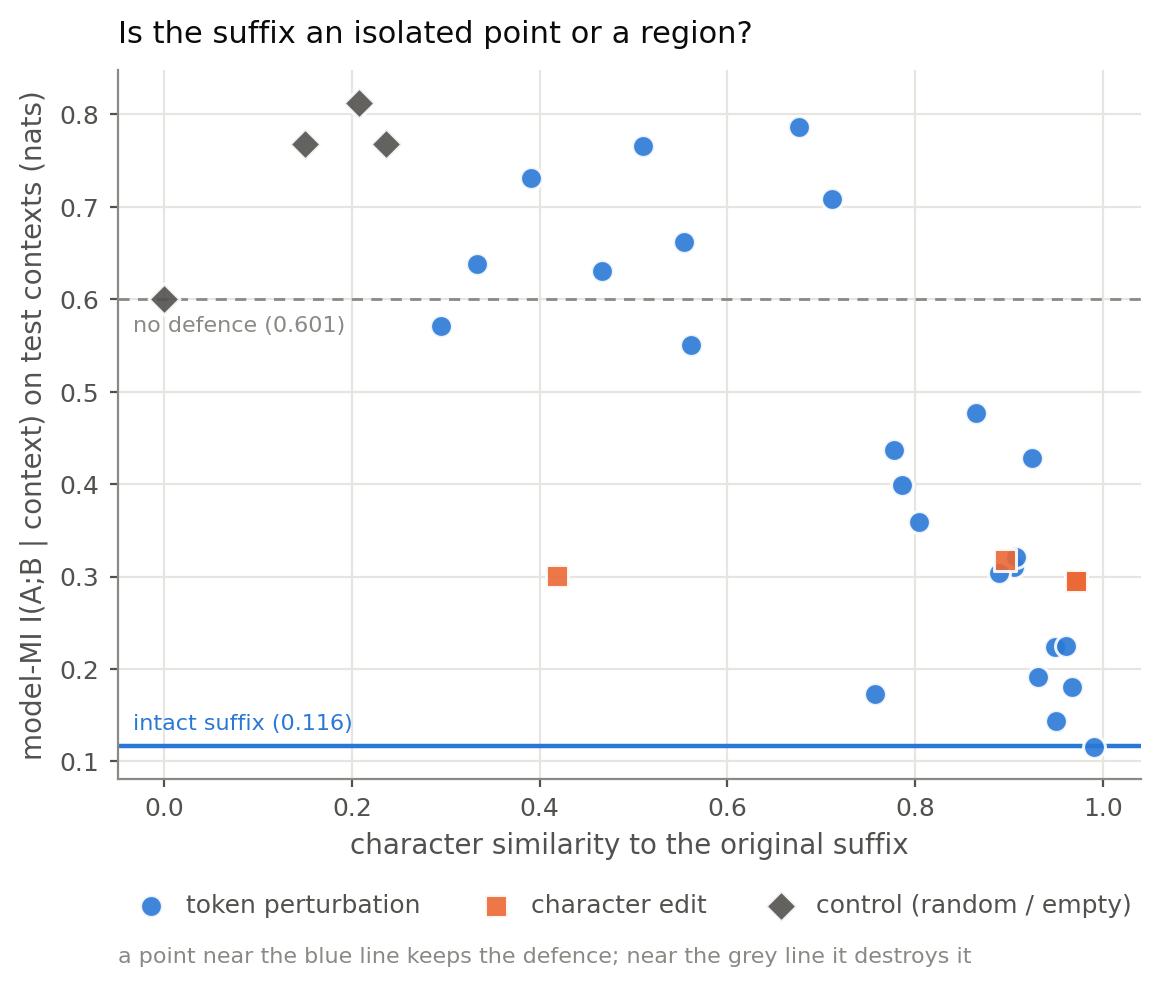 Is the suffix an isolated point or a region?
model-MI I(A;B | context) on test contexts (nats)
0.8
0.7
0.6
0.5
0.4
0.3
0.2
0.1
no defence (0.601)
intact suffix (0.116)
0.0 0.2 0.4 0.6 0.8 1.0
character similarity to the original suffix
token perturbation character edit control (random / empty)
a point near the blue line keeps the defence; near the grey line it destroys it